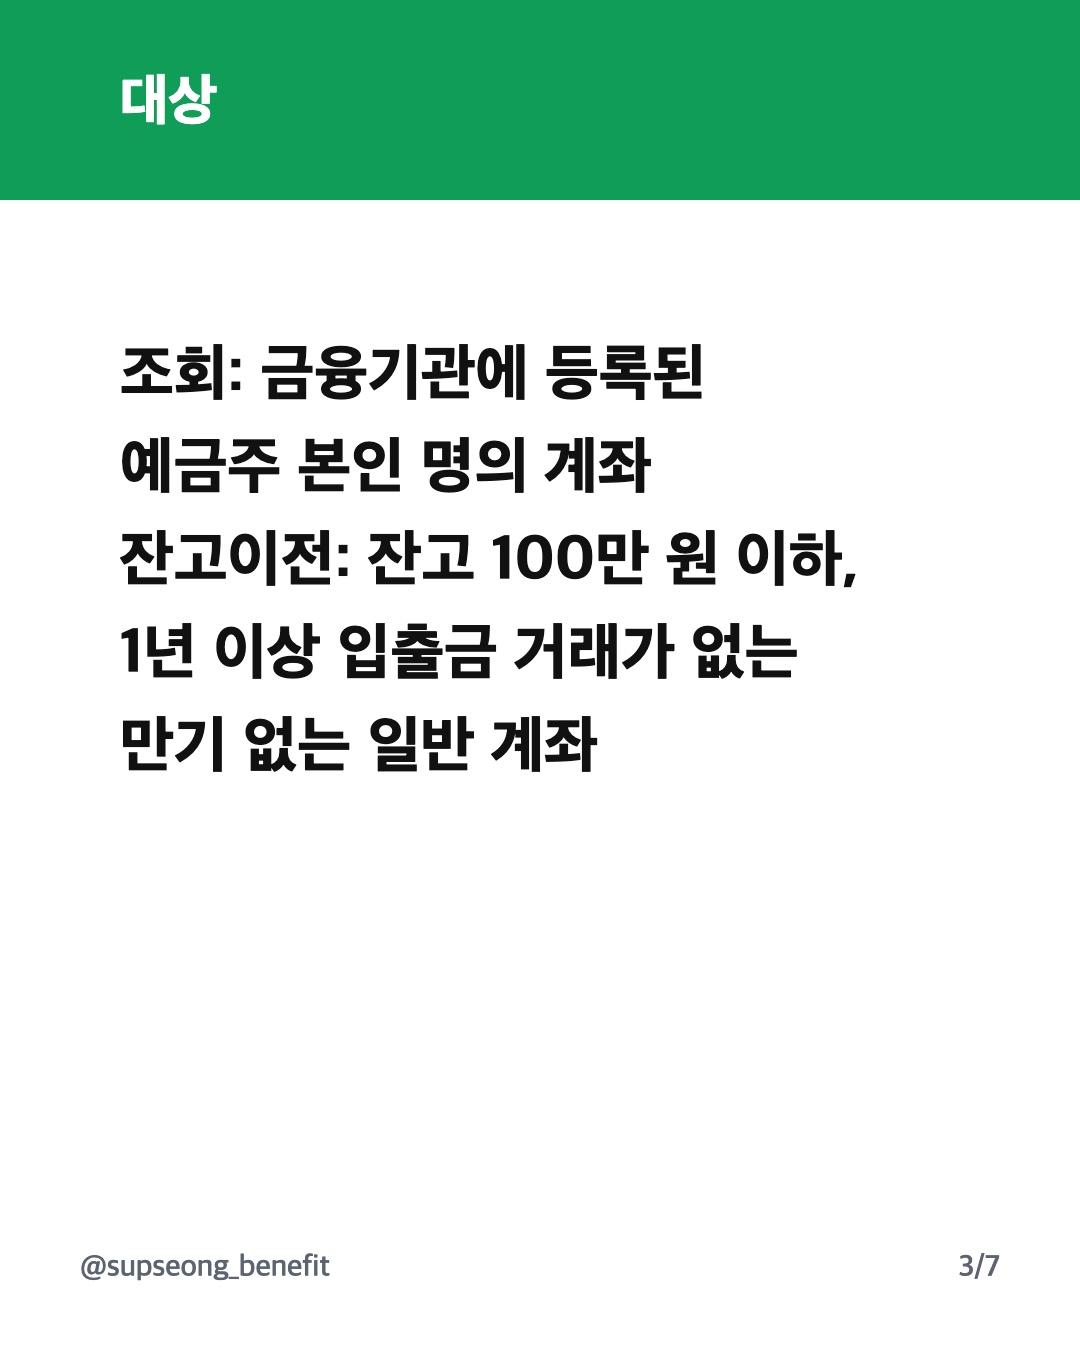 대상
조회: 금융기관에 등록된
예금주 본인 명의 계좌
잔고이전: 잔고 100만 원 이하,
1년 이상 입출금 거래가 없는
만기 없는 일반 계좌
@supseong_benefit
3/7